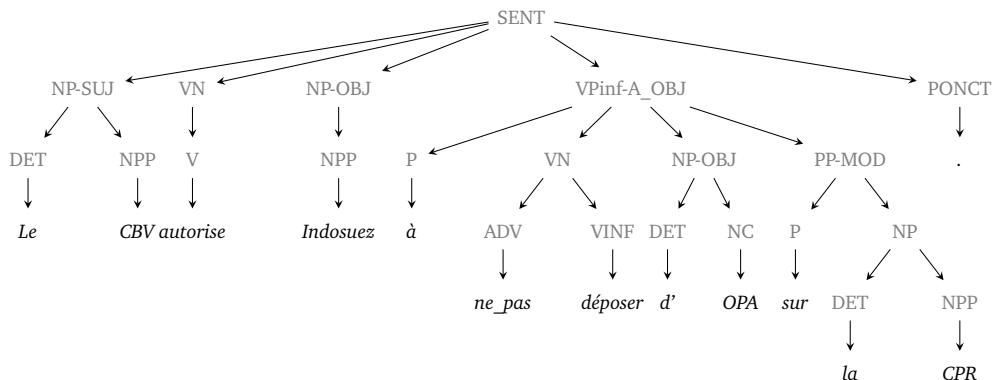 SENT
NP-SUJ VN NP-OBJ VPinf-A_OBJ PONCT
DET NPP V NPP P VN NP-OBJ PP-MOD .
Le CBV autorise Indosuez à ADV VINF DET NC P NP
ne_pas déposer d' OPA sur DET NPP
la CPR